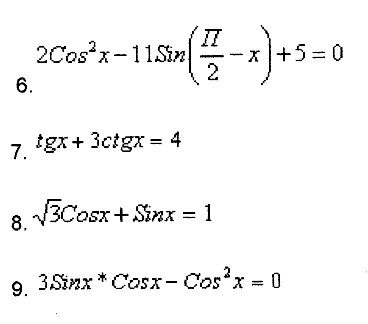 6. 2Cos²x − 11Sin(П/2 − x) + 5 = 0
7. tgx + 3ctgx = 4
8. √3Cosx + Sinx = 1
9. 3Sinx * Cosx − Cos²x = 0